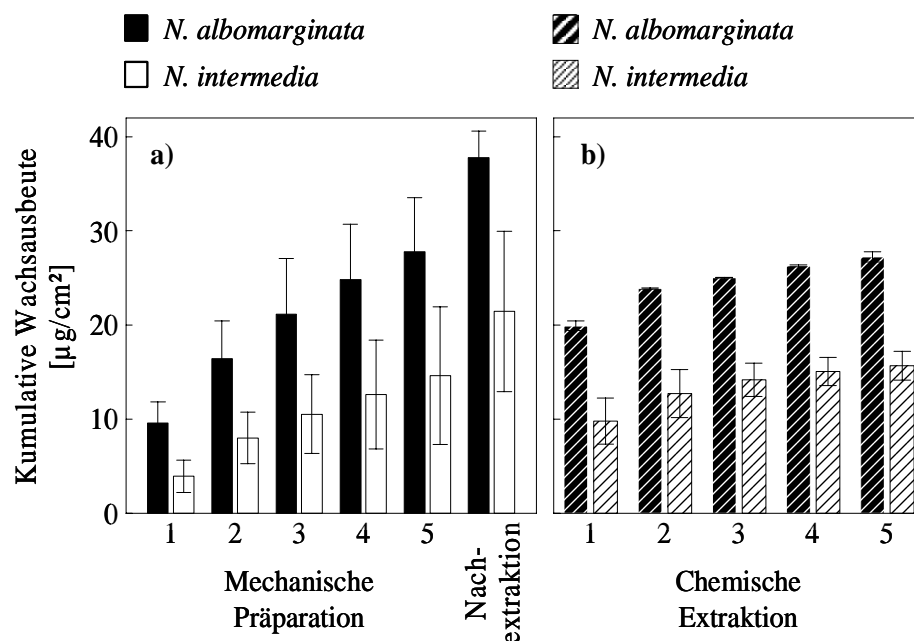 N. albomarginata
N. intermedia
N. albomarginata
N. intermedia
Kumulative Wachsausbeute
[µg/cm²]
40
30
20
10
0
a)
b)
1 2 3 4 5
Nach-
extraktion
1 2 3 4 5
Mechanische
Präparation
Chemische
Extraktion